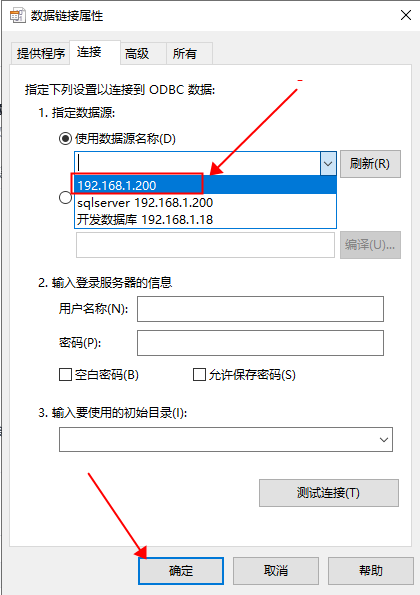 数据链接属性
提供程序 连接 高级 所有
指定下列设置以连接到 ODBC 数据:
1. 指定数据源:
使用数据源名称(D)
刷新(R)
192.168.1.200
sqlserver 192.168.1.200
开发数据库 192.168.1.18
编译(U)...
2. 输入登录服务器的信息
用户名称(N):
密码(P):
空白密码(B) 允许保存密码(S)
3. 输入要使用的初始目录(I):
测试连接(T)
确定 取消 帮助